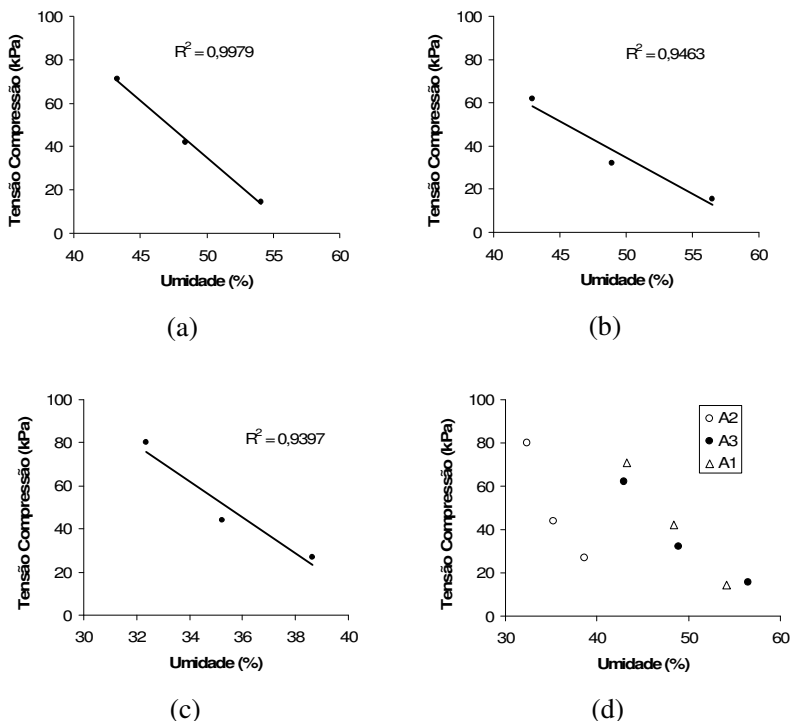 Tensão Compressão (kPa)
100
80
60
40
20
0
R² = 0,9979
40 45 50 55 60
Umidade (%)
(a)
Tensão Compressão (kPa)
100
80
60
40
20
0
R² = 0,9463
40 45 50 55 60
Umidade (%)
(b)
Tensão Compressão (kPa)
100
80
60
40
20
0
R² = 0,9397
30 32 34 36 38 40
Umidade (%)
(c)
Tensão Compressão (kPa)
100
80
60
40
20
0
A2
A3
A1
30 40 50 60
Umidade (%)
(d)